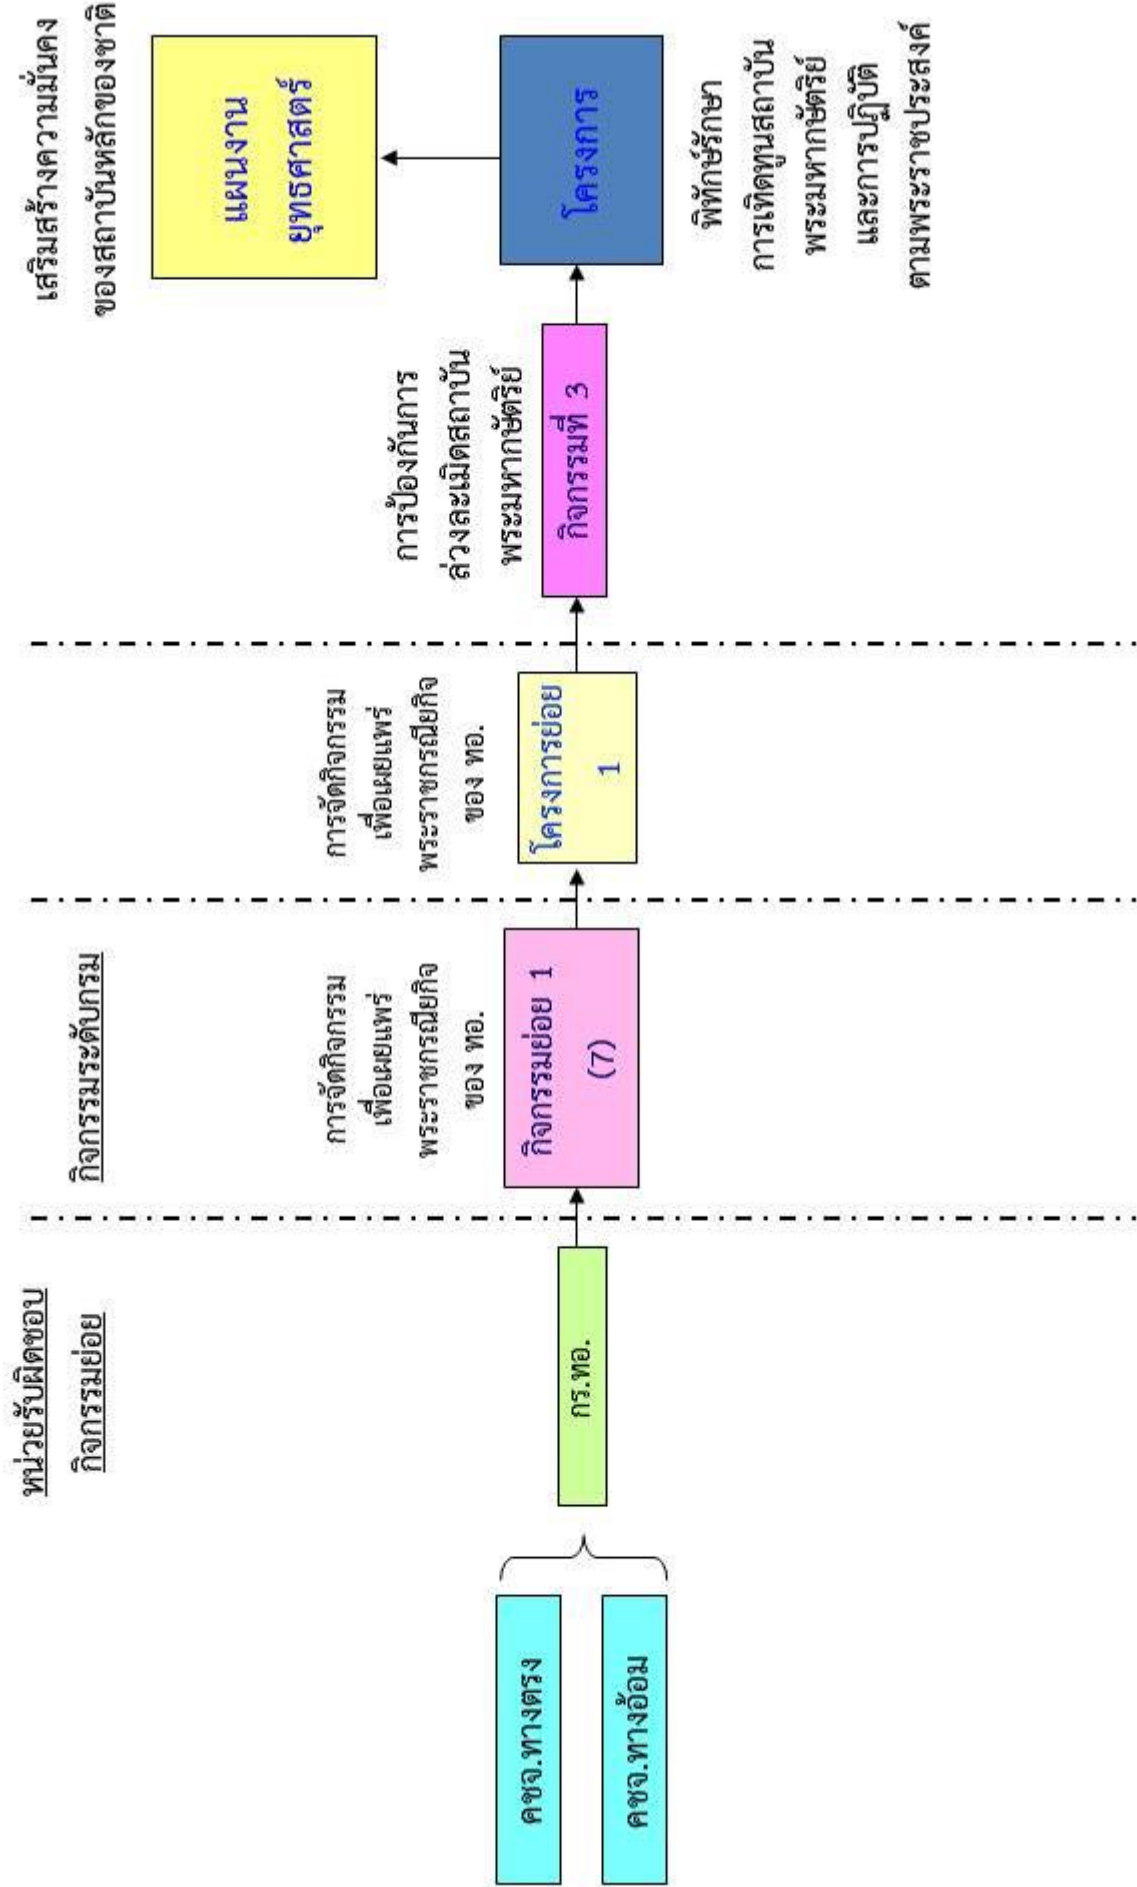 หน่วยรับผิดชอบ
กิจกรรมย่อย
กิจกรรมระดับกรม
เสริมสร้างความมั่นคง
ของสถาบันหลักของชาติ
แผนงาน
ยุทธศาสตร์
การจัดกิจกรรม
เพื่อเผยแพร่
พระราชกรณียกิจ
ของ ทอ.
การจัดกิจกรรม
เพื่อเผยแพร่
พระราชกรณียกิจ
ของ ทอ.
การป้องกันการ
ล่วงละเมิดสถาบัน
พระมหากษัตริย์
คชจ.ทางตรง
คชจ.ทางอ้อม
กร.ทอ.
กิจกรรมย่อย 1
(7)
โครงการย่อย
1
กิจกรรมที่ 3
โครงการ
พิทักษ์รักษา
การเทิดทูนสถาบัน
พระมหากษัตริย์
และการปฏิบัติ
ตามพระราชประสงค์